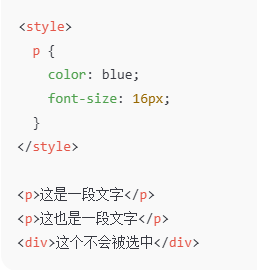 <style>
p {
color: blue;
font-size: 16px;
}
</style>
<p>这是一段文字</p>
<p>这也是一段文字</p>
<div>这个不会被选中</div>